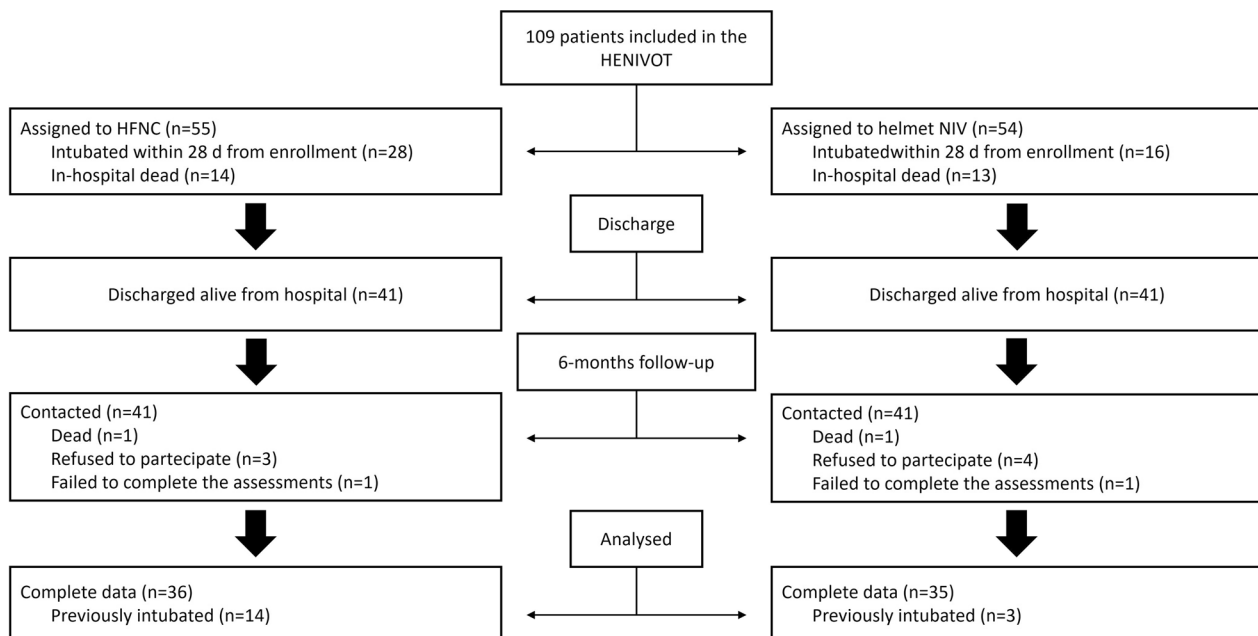 109 patients included in the
HENIVOT
Assigned to HFNC (n=55)
Intubated within 28 d from enrollment (n=28)
In-hospital dead (n=14)
Assigned to helmet NIV (n=54)
Intubatedwithin 28 d from enrollment (n=16)
In-hospital dead (n=13)
Discharge
Discharged alive from hospital (n=41)
Discharged alive from hospital (n=41)
6-months follow-up
Contacted (n=41)
Dead (n=1)
Refused to partecipate (n=3)
Failed to complete the assessments (n=1)
Contacted (n=41)
Dead (n=1)
Refused to partecipate (n=4)
Failed to complete the assessments (n=1)
Analysed
Complete data (n=36)
Previously intubated (n=14)
Complete data (n=35)
Previously intubated (n=3)